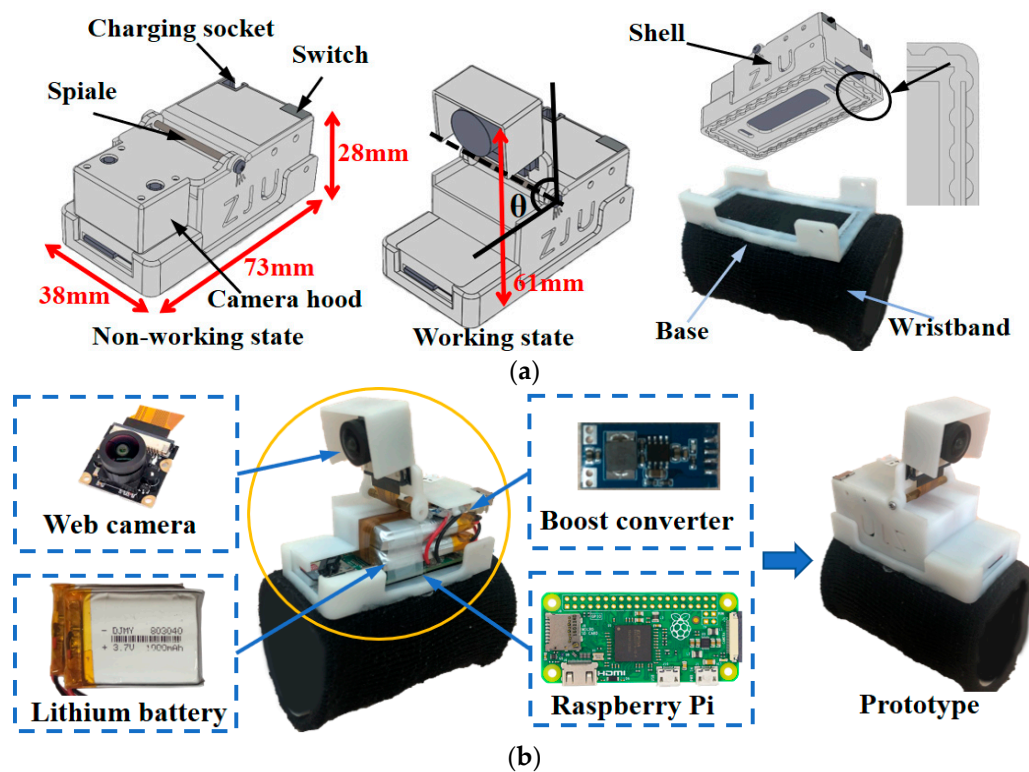 Charging socket
Switch
Spiale
28mm
ZJU
73mm
38mm
Camera hood
Non-working state
θ
ZJU
61mm
Working state
Shell
ZJU
Base
Wristband
(a)
Web camera
Boost converter
- DJMY 803040
+ 3.7V 1000mAh
HDMI
Lithium battery
Raspberry Pi
Prototype
(b)